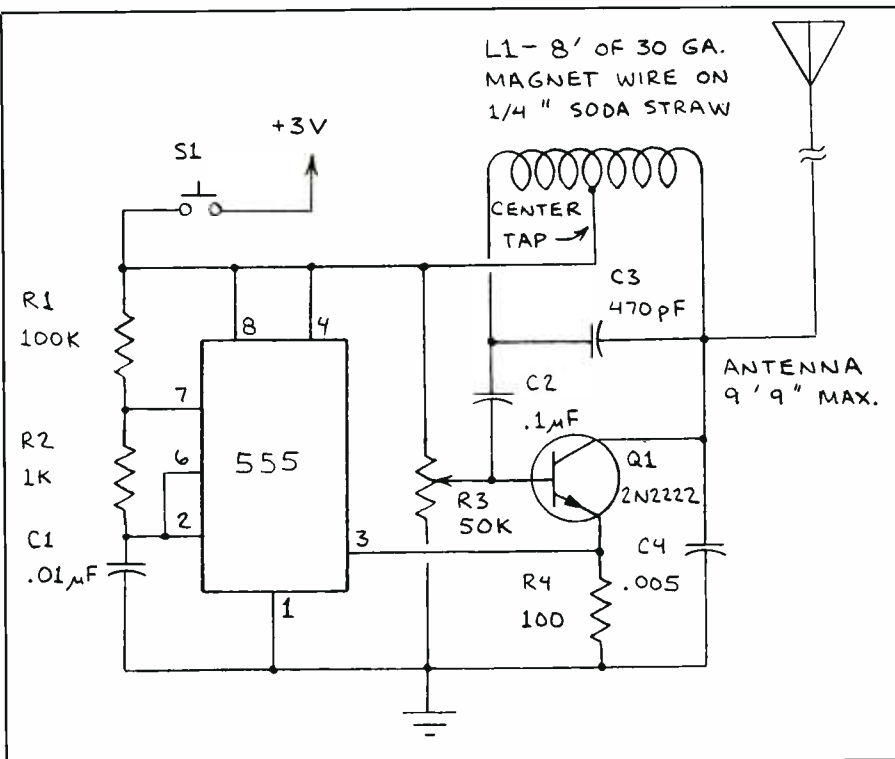 L1- 8' OF 30 GA.
MAGNET WIRE ON
1/4 " SODA STRAW
+3V
S1
CENTER
TAP
C3
470pF
R1
100K
8
4
ANTENNA
9'9" MAX.
7
C2
.1μF
R2
1K
6
555
Q1
2N2222
R3
50K
2
C1
.01μF
3
C4
.005
R4
100
1